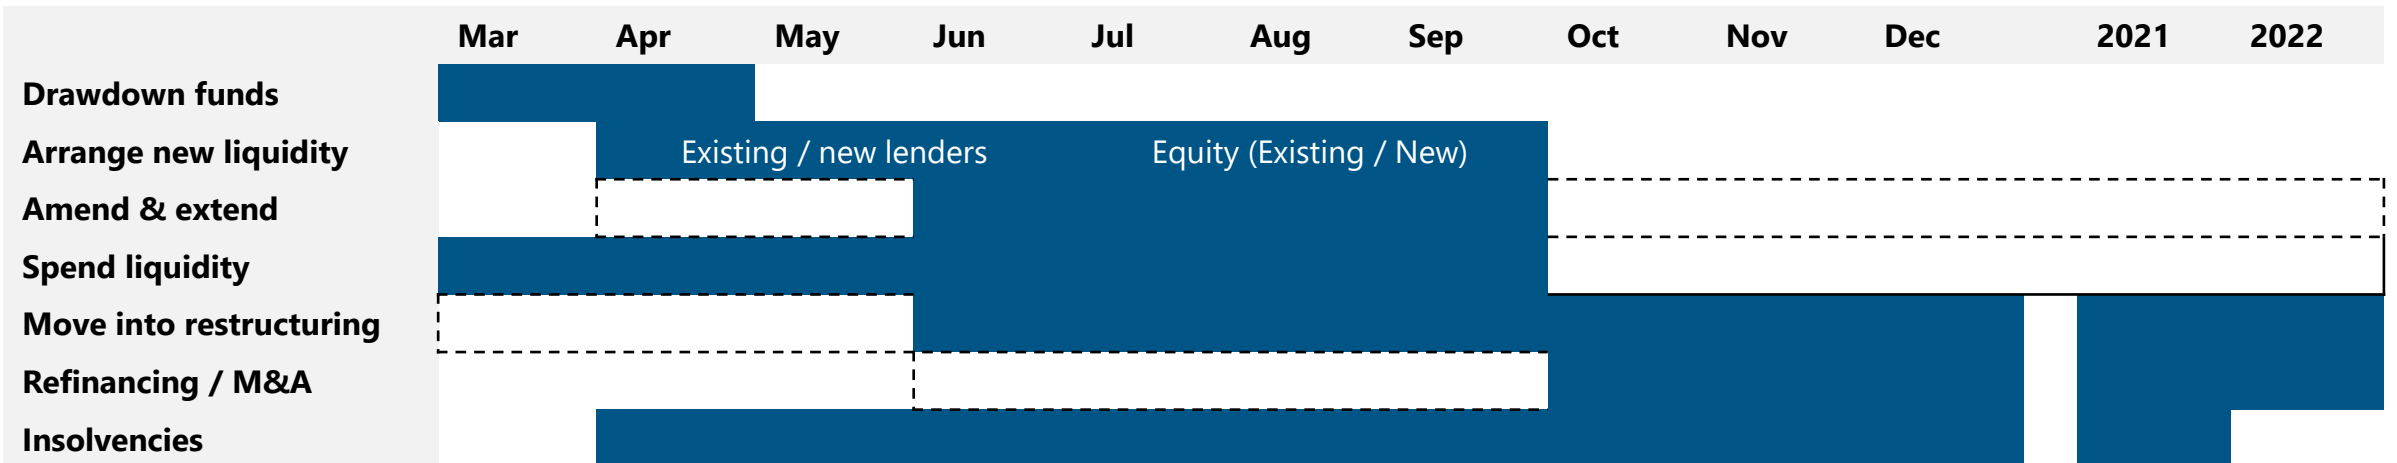 Mar Apr May Jun Jul Aug Sep Oct Nov Dec 2021 2022
Drawdown funds
Arrange new liquidity Existing / new lenders Equity (Existing / New)
Amend & extend
Spend liquidity
Move into restructuring
Refinancing / M&A
Insolvencies